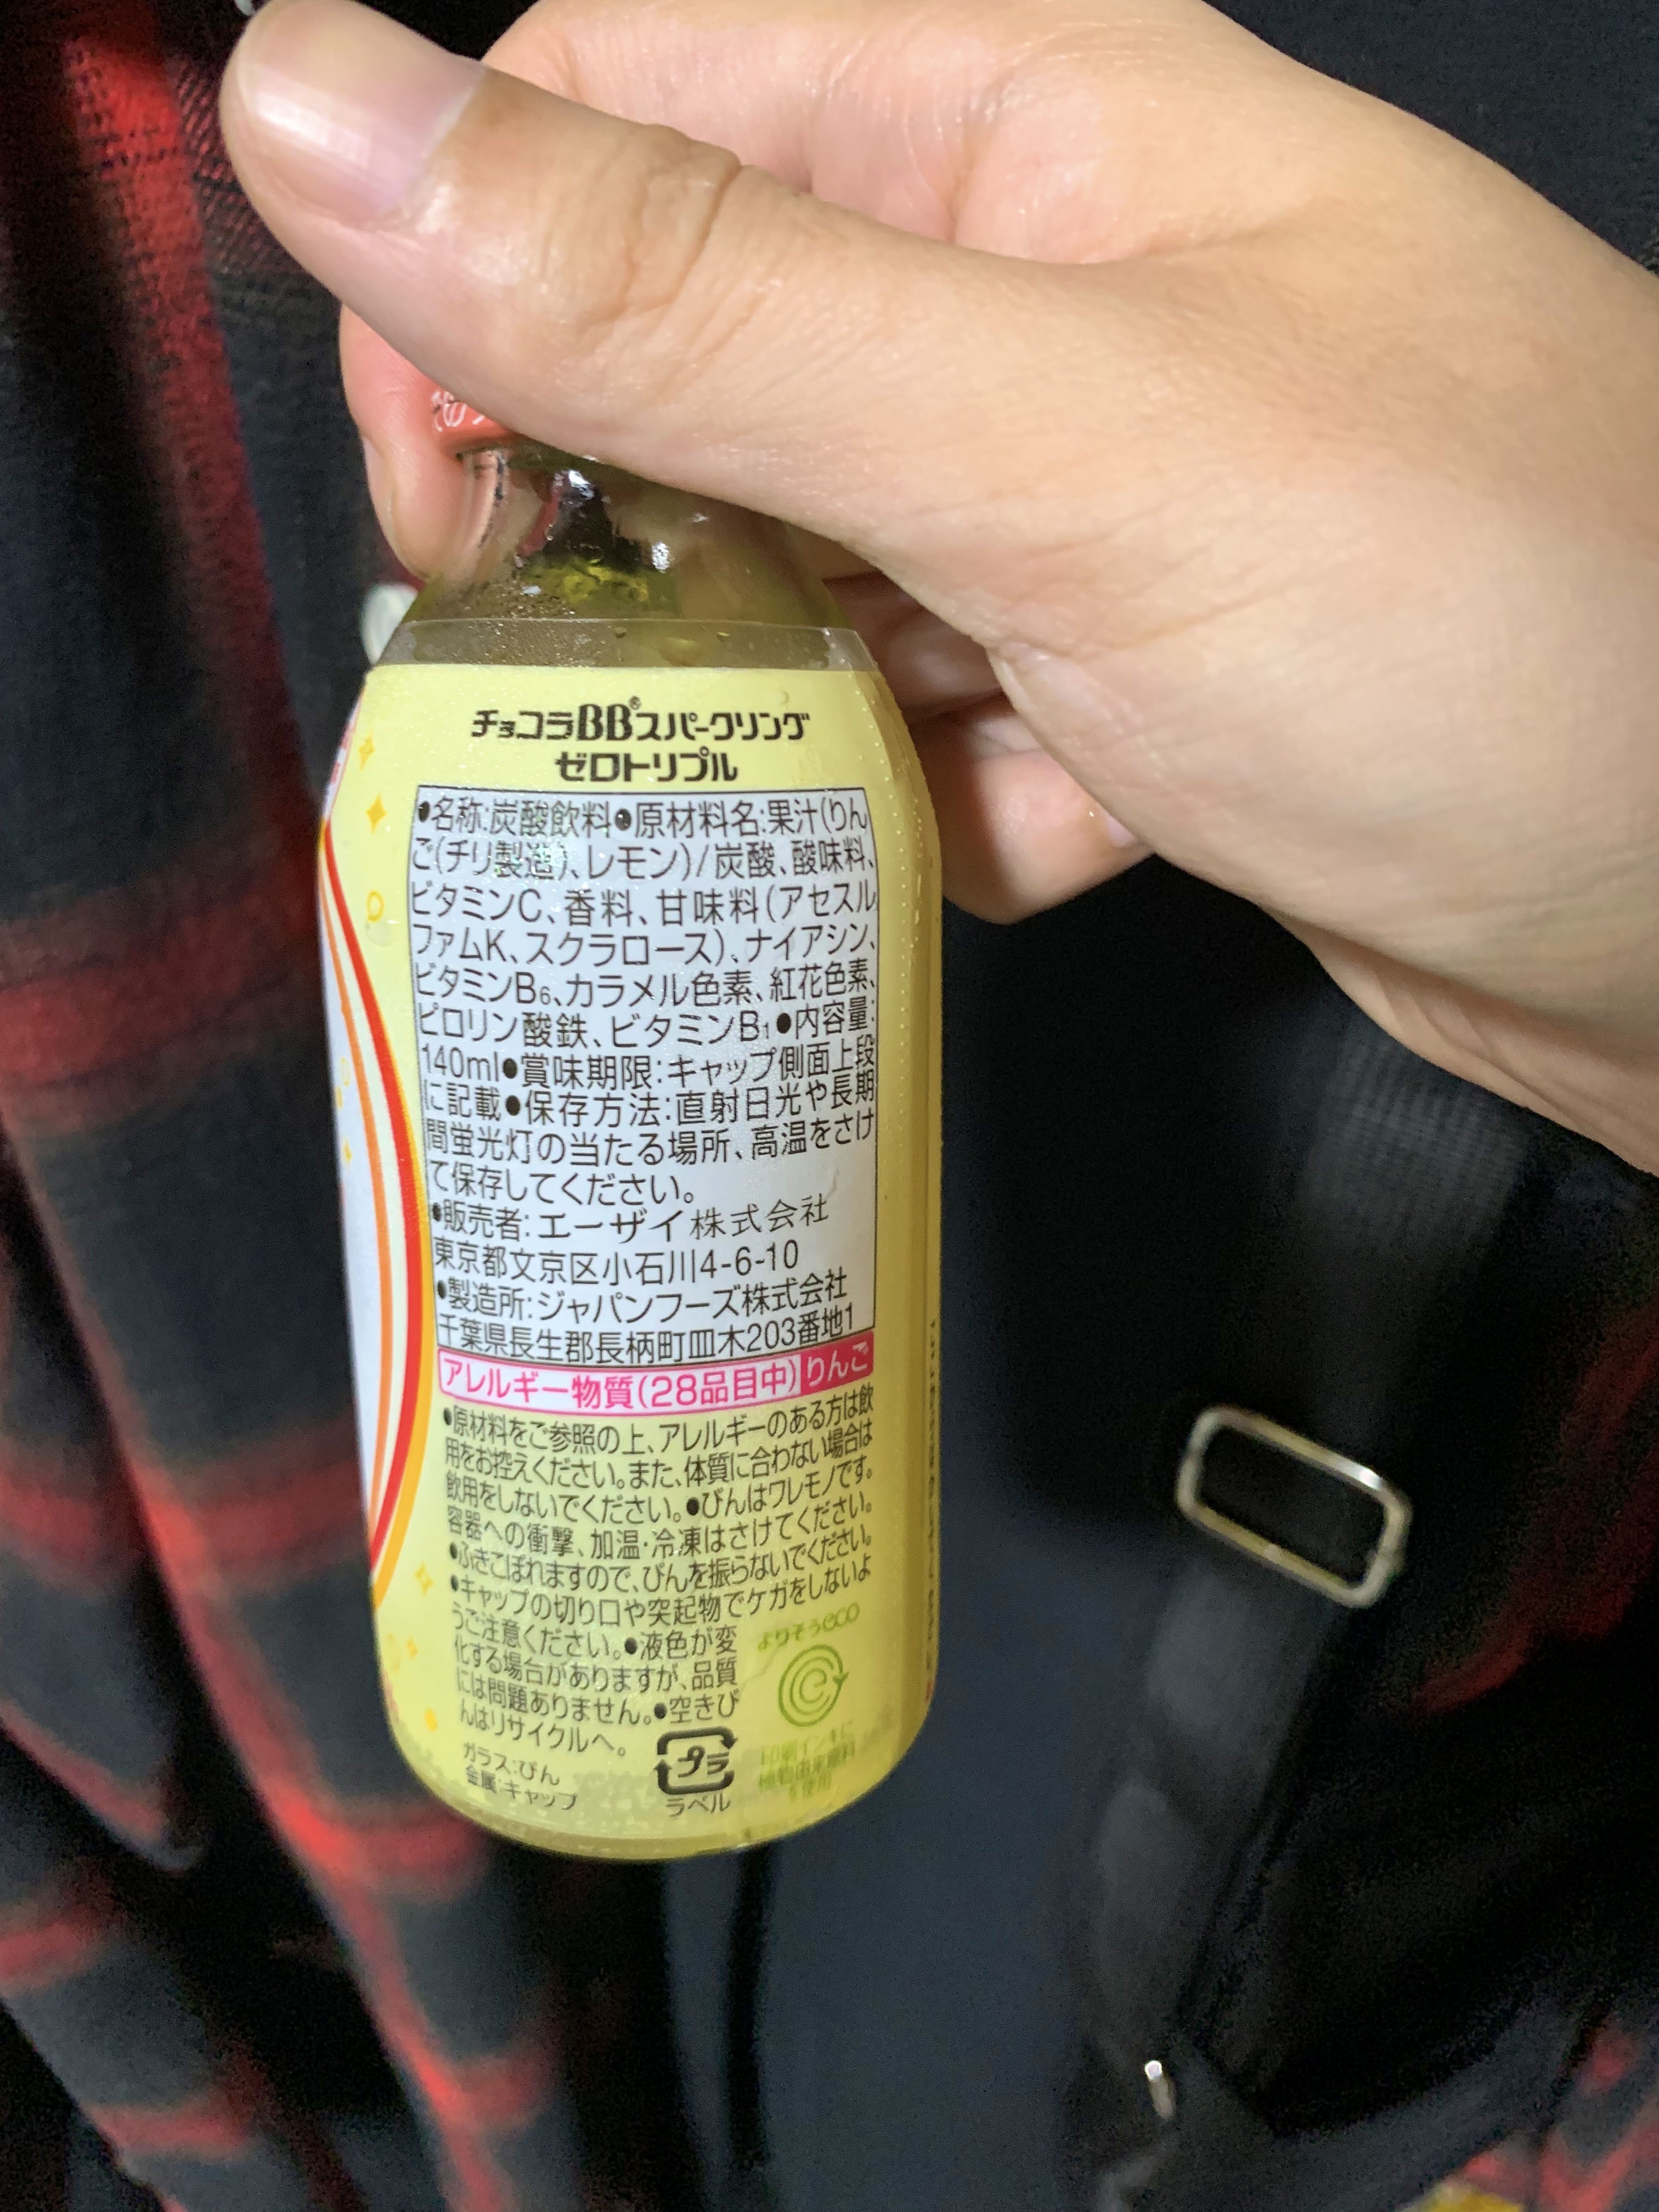 チョコラBB®スパークリング
ゼロトリプル
●名称:炭酸飲料●原材料名:果汁(りん
ご(チリ製造)、レモン)/炭酸、酸味料、
ビタミンC、香料、甘味料(アセスル
ファムK、スクラロース)、ナイアシン、
ビタミンB₆、カラメル色素、紅花色素、
ピロリン酸鉄、ビタミンB₁●内容量:
140ml●賞味期限:キャップ側面上段
に記載●保存方法:直射日光や長期
間蛍光灯の当たる場所、高温をさけ
て保存してください。
●販売者:エーザイ株式会社
東京都文京区小石川4-6-10
●製造所:ジャパンフーズ株式会社
千葉県長生郡長柄町皿木203番地1
アレルギー物質(28品目中)りんご
●原材料をご参照の上、アレルギーのある方は飲
用をお控えください。また、体質に合わない場合は
飲用をしないでください。●びんはワレモノです。
容器への衝撃、加温・冷凍はさけてください。
●ふきこぼれますので、びんを振らないでください。
●キャップの切り口や突起物でケガをしないよ
うご注意ください。●液色が変
化する場合がありますが、品質
には問題ありません。●空きび
んはリサイクルへ。
ガラス:びん
金属:キャップ
プラ
ラベル
よりそうeco
印刷インキに
植物由来原料
を使用